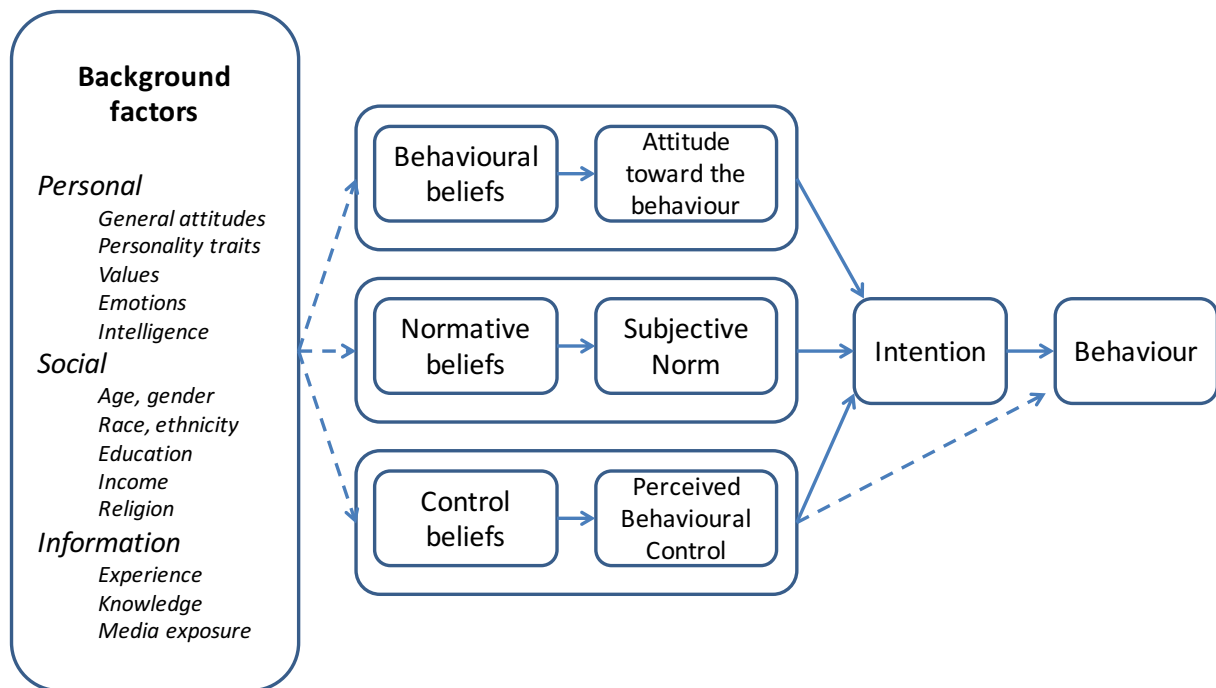 Background
factors
Personal
General attitudes
Personality traits
Values
Emotions
Intelligence
Social
Age, gender
Race, ethnicity
Education
Income
Religion
Information
Experience
Knowledge
Media exposure
Behavioural
beliefs
Attitude
toward the
behaviour
Normative
beliefs
Subjective
Norm
Control
beliefs
Perceived
Behavioural
Control
Intention
Behaviour